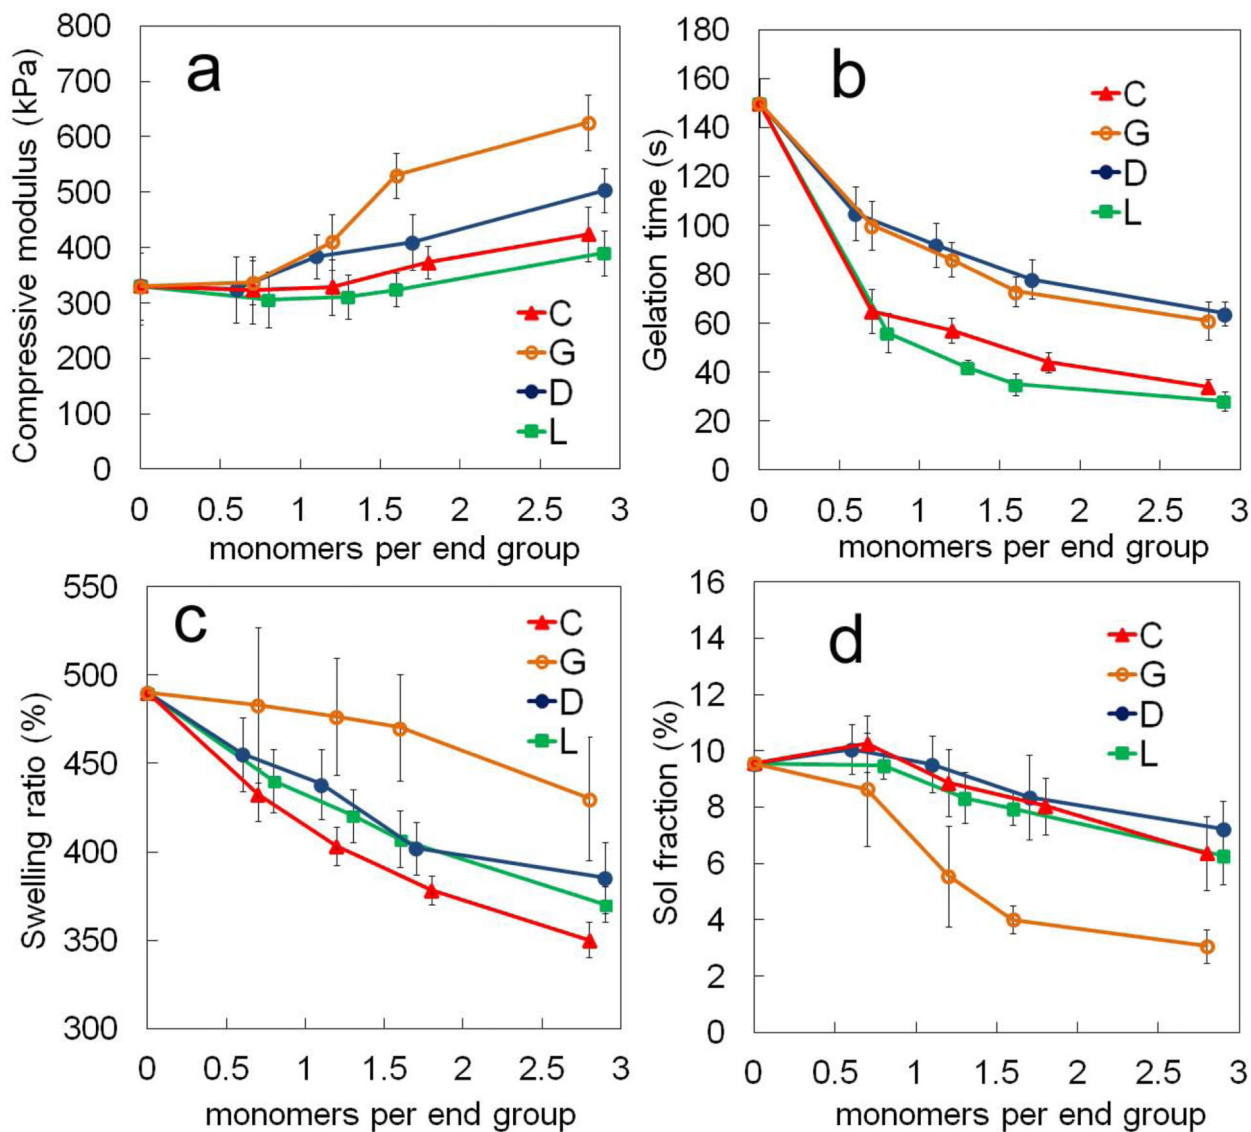 a
Compressive modulus (kPa)
800
700
600
500
400
300
200
100
0
C
G
D
L
0 0.5 1 1.5 2 2.5 3
monomers per end group
b
Gelation time (s)
180
160
140
120
100
80
60
40
20
0
C
G
D
L
0 0.5 1 1.5 2 2.5 3
monomers per end group
c
Swelling ratio (%)
550
500
450
400
350
300
C
G
D
L
0 0.5 1 1.5 2 2.5 3
monomers per end group
d
Sol fraction (%)
16
14
12
10
8
6
4
2
0
C
G
D
L
0 0.5 1 1.5 2 2.5 3
monomers per end group